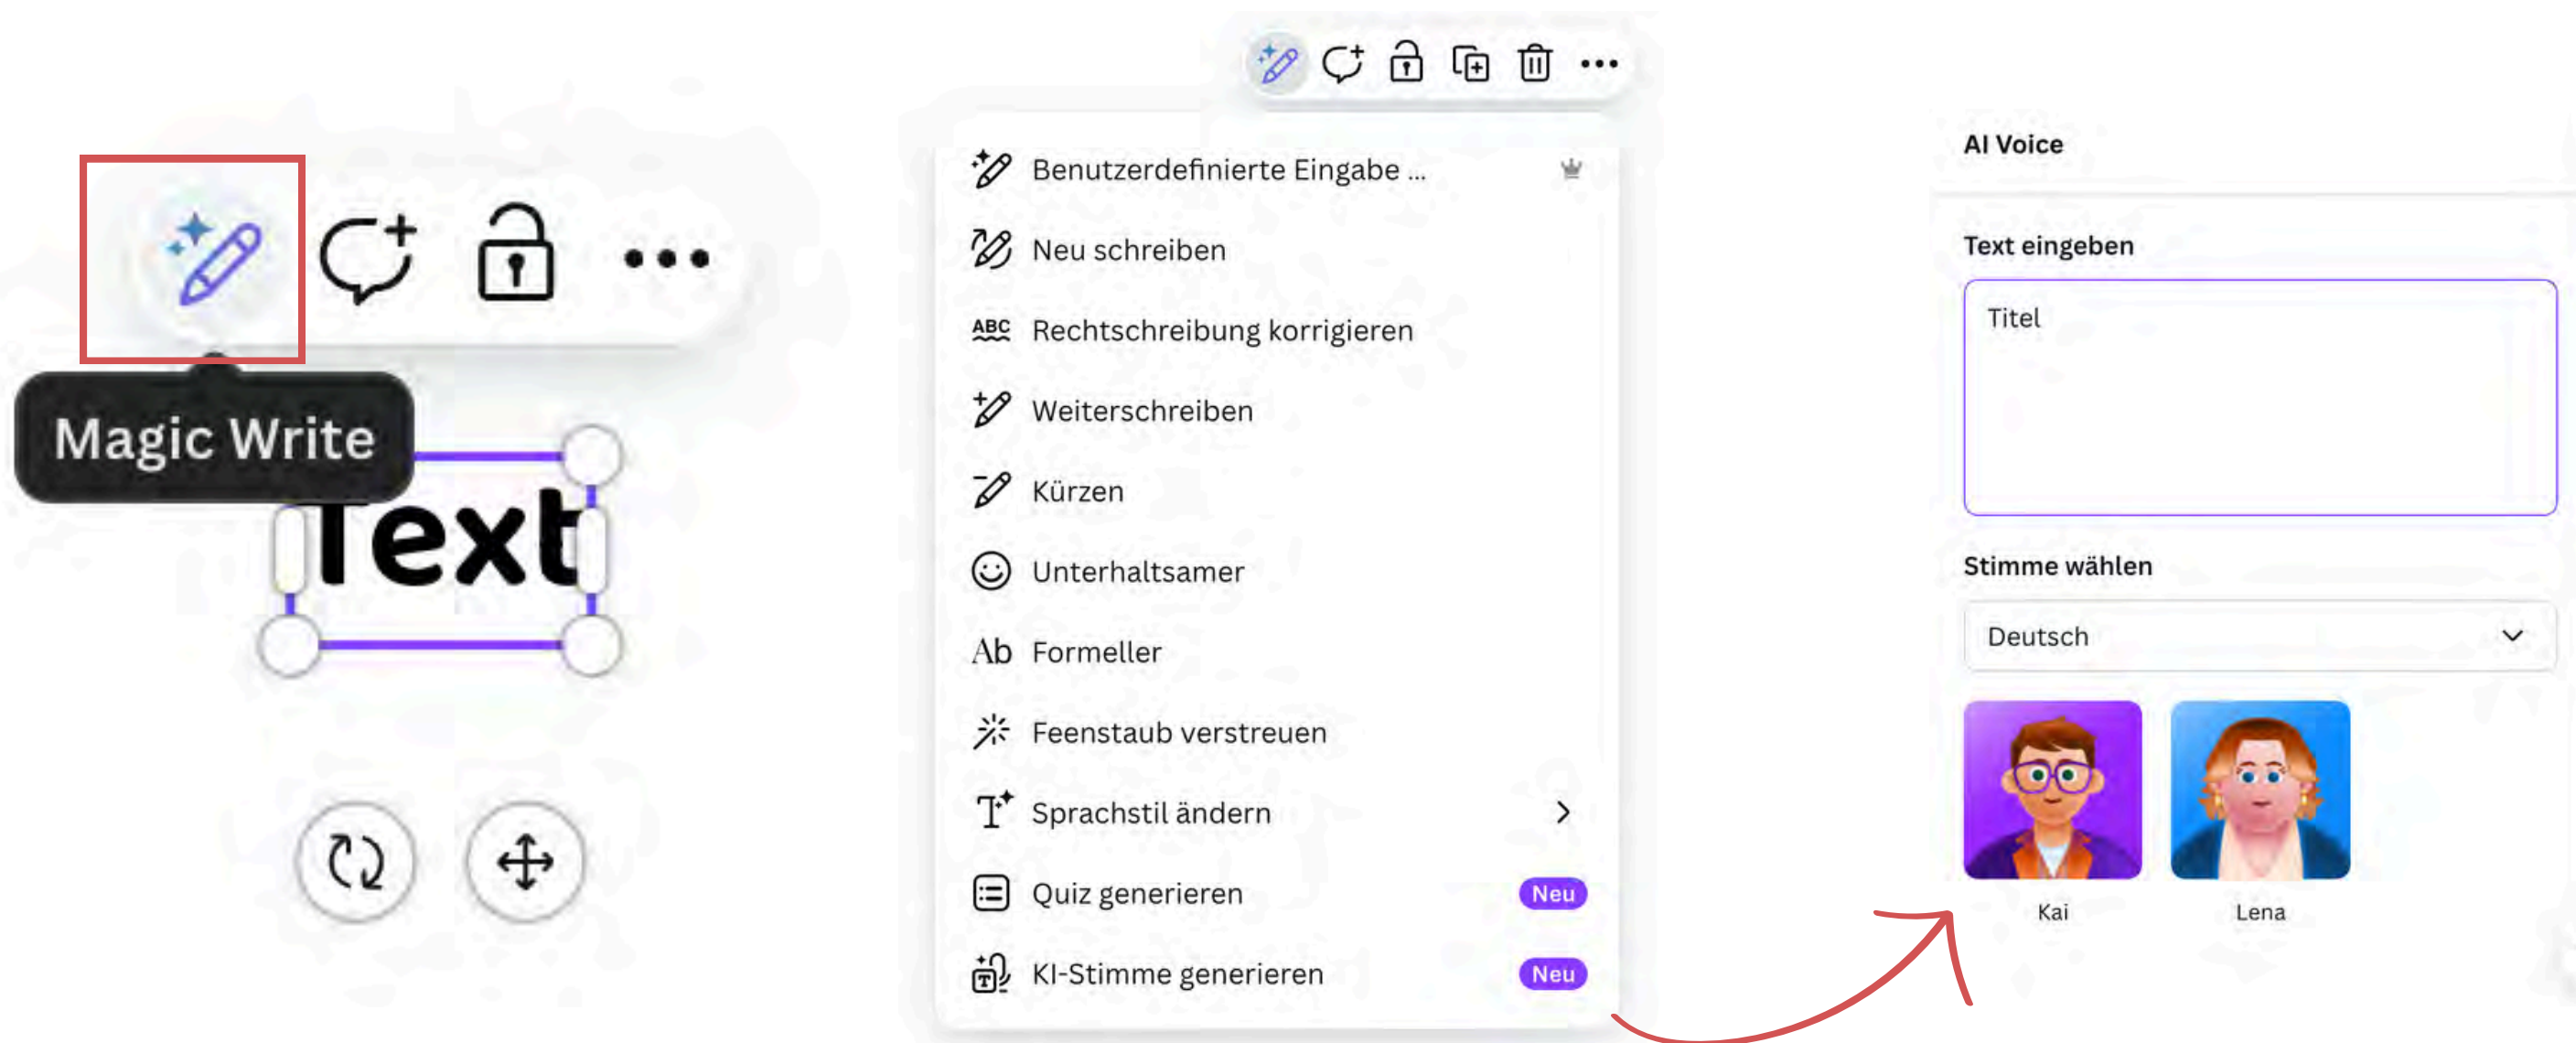 Magic Write
Text
Benutzerdefinierte Eingabe ...
Neu schreiben
ABC Rechtschreibung korrigieren
Weiterschreiben
Kürzen
Unterhaltsamer
Ab Formeller
Feenstaub verstreuen
T Sprachstil ändern
Quiz generieren Neu
T KI-Stimme generieren Neu
AI Voice
Text eingeben
Titel
Stimme wählen
Deutsch
Kai Lena